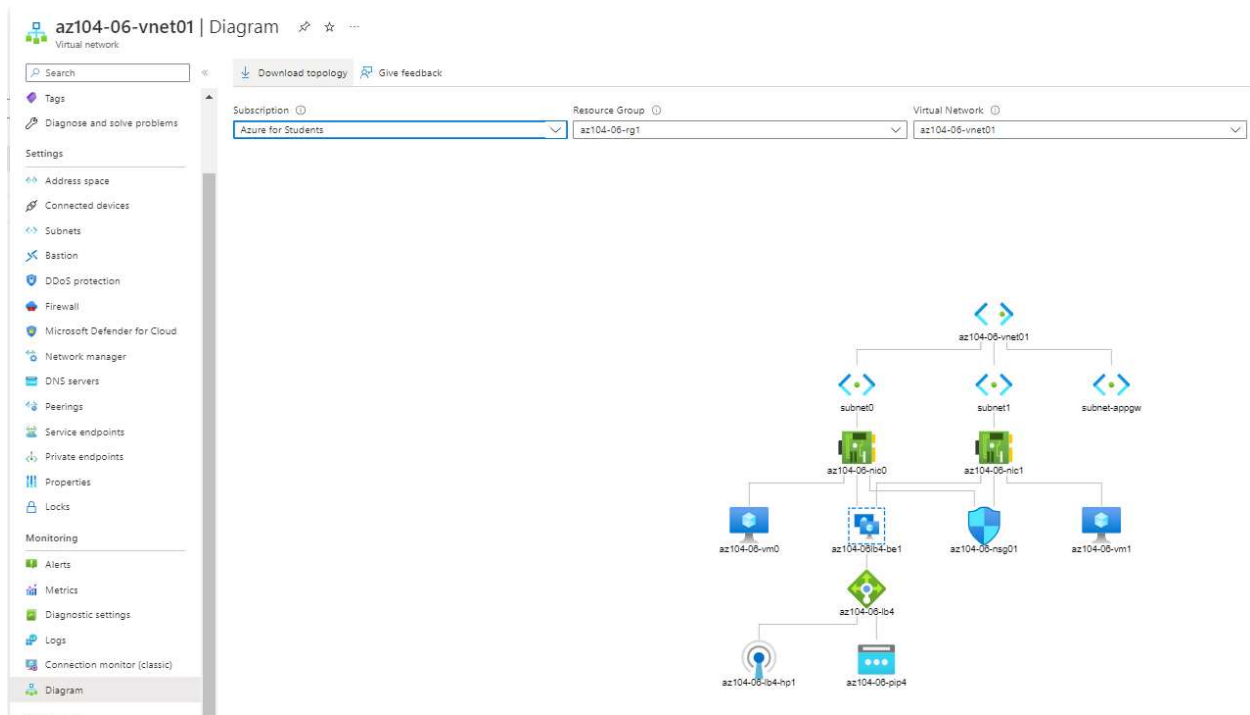 az104-06-vnet01 | Diagram
Virtual network
Search
Download topology
Give feedback
Tags
Diagnose and solve problems
Settings
Address space
Connected devices
Subnets
Bastion
DDoS protection
Firewall
Microsoft Defender for Cloud
Network manager
DNS servers
Peerings
Service endpoints
Private endpoints
Properties
Locks
Monitoring
Alerts
Metrics
Diagnostic settings
Logs
Connection monitor (classic)
Diagram
Subscription
Resource Group
Virtual Network
Azure for Students
az104-06-rg1
az104-06-vnet01
az104-06-vnet01
subnet0
subnet1
subnet-appgw
az104-06-nic0
az104-06-nic1
az104-06-vm0
az104-06lb4-be1
az104-06-nsg01
az104-06-vm1
az104-06-lb4
az104-06-lb4-hp1
az104-06-pip4